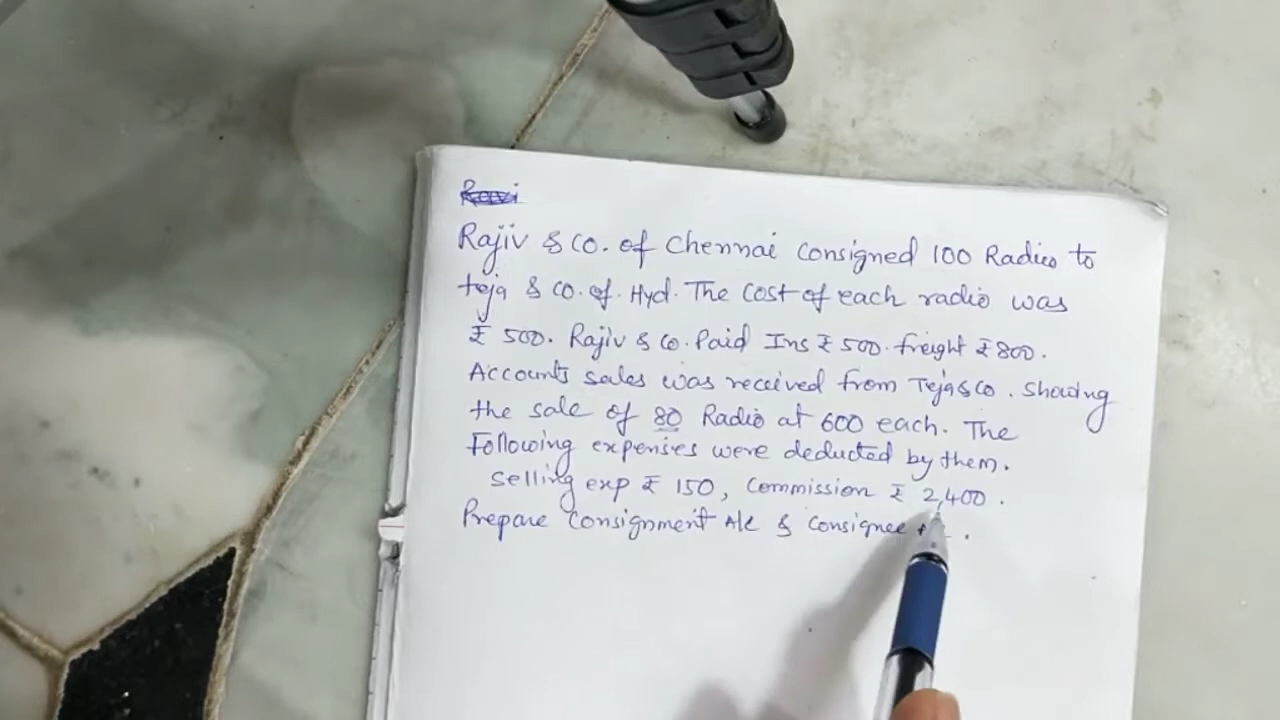 Rajiv & Co. of Chennai Consigned 100 Radios to
teja & Co. of. Hyd. The Cost of each radio was
₹ 500. Rajiv & Co. Paid Ins ₹ 500. freight ₹ 800.
Accounts sales was received from Teja & Co. Showing
the sale of 80 Radio at 600 each. The
following expenses were deducted by them.
Selling exp ₹ 150, Commission ₹ 2,400.
Prepare Consignment A/c & Consignee